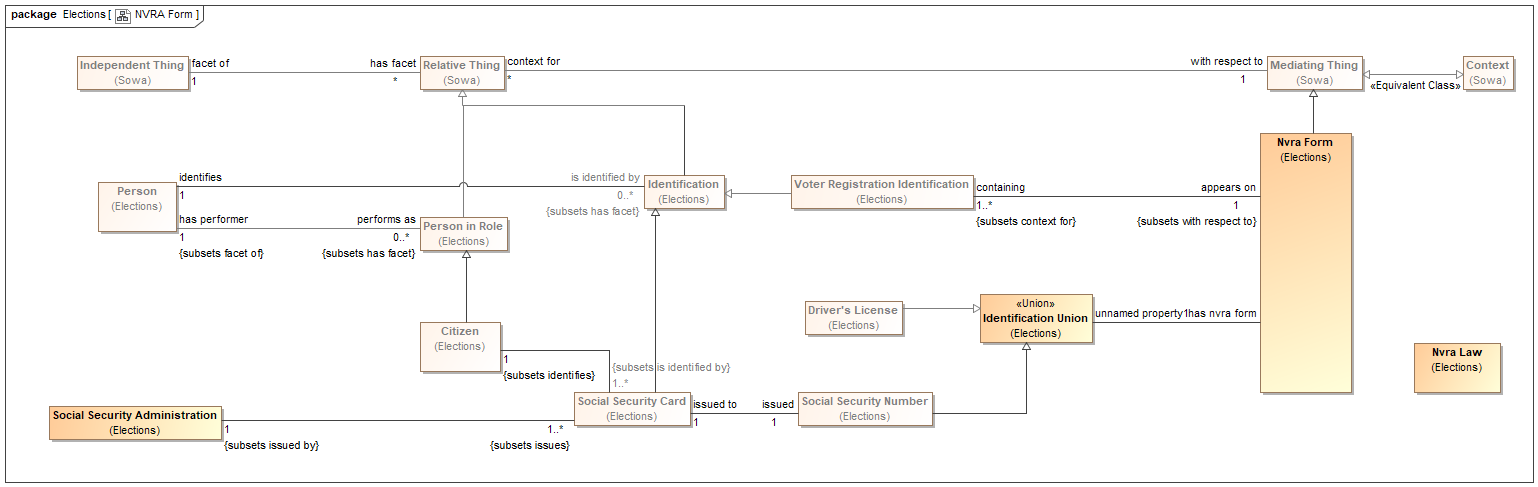 package Elections [ NVRA Form ]
Independent Thing
(Sowa)
facet of
1
has facet
*
Relative Thing
(Sowa)
context for
*
with respect to
1
Mediating Thing
(Sowa)
«Equivalent Class»
Context
(Sowa)
Person
(Elections)
identifies
1
is identified by
0..*
{subsets has facet}
Identification
(Elections)
Voter Registration Identification
(Elections)
containing
1..*
{subsets context for}
appears on
1
{subsets with respect to}
Nvra Form
(Elections)
has performer
1
{subsets facet of}
performs as
0..*
{subsets has facet}
Person in Role
(Elections)
Driver's License
(Elections)
«Union»
Identification Union
(Elections)
unnamed property1
has nvra form
Citizen
(Elections)
1
{subsets identifies}
{subsets is identified by}
1..*
Nvra Law
(Elections)
Social Security Administration
(Elections)
1
{subsets issued by}
1..*
{subsets issues}
Social Security Card
(Elections)
issued to
1
issued
1
Social Security Number
(Elections)